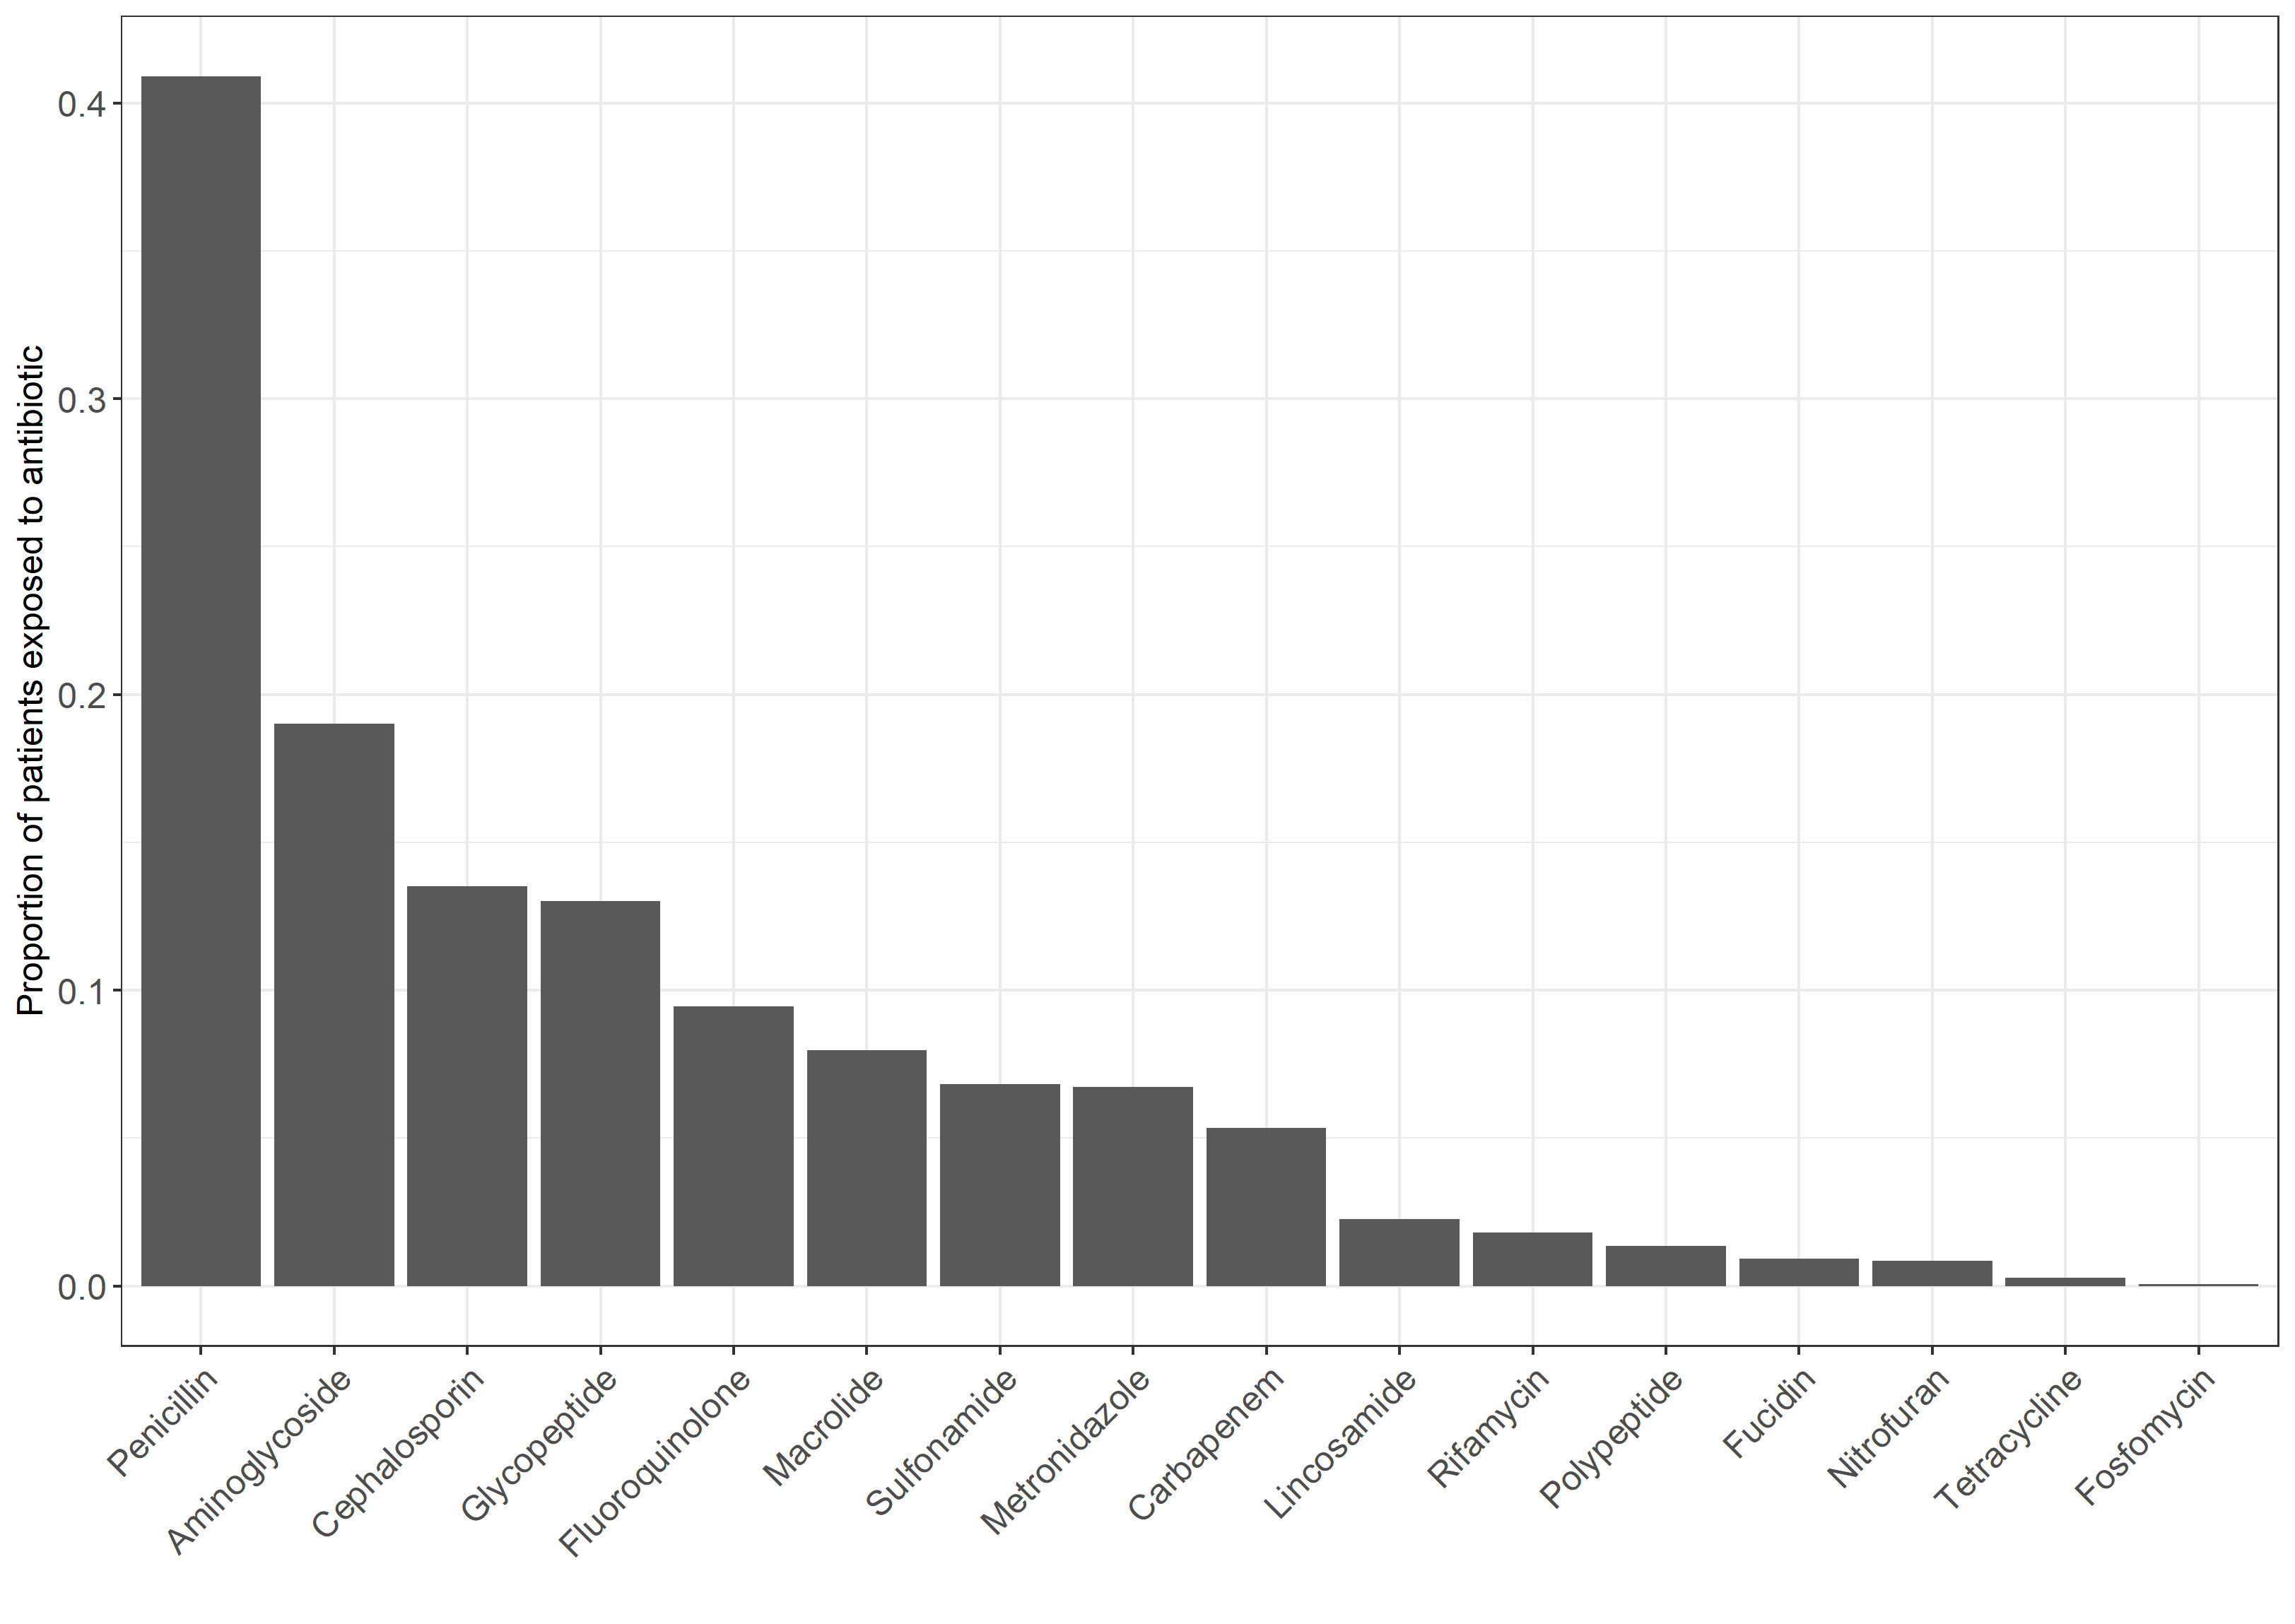 Proportion of patients exposed to antibiotic
0.4
0.3
0.2
0.1
0.0
Penicillin
Aminoglycoside
Cephalosporin
Glycopeptide
Fluoroquinolone
Macrolide
Sulfonamide
Metronidazole
Carbapenem
Lincosamide
Rifamycin
Polypeptide
Fucidin
Nitrofuran
Tetracycline
Fosfomycin